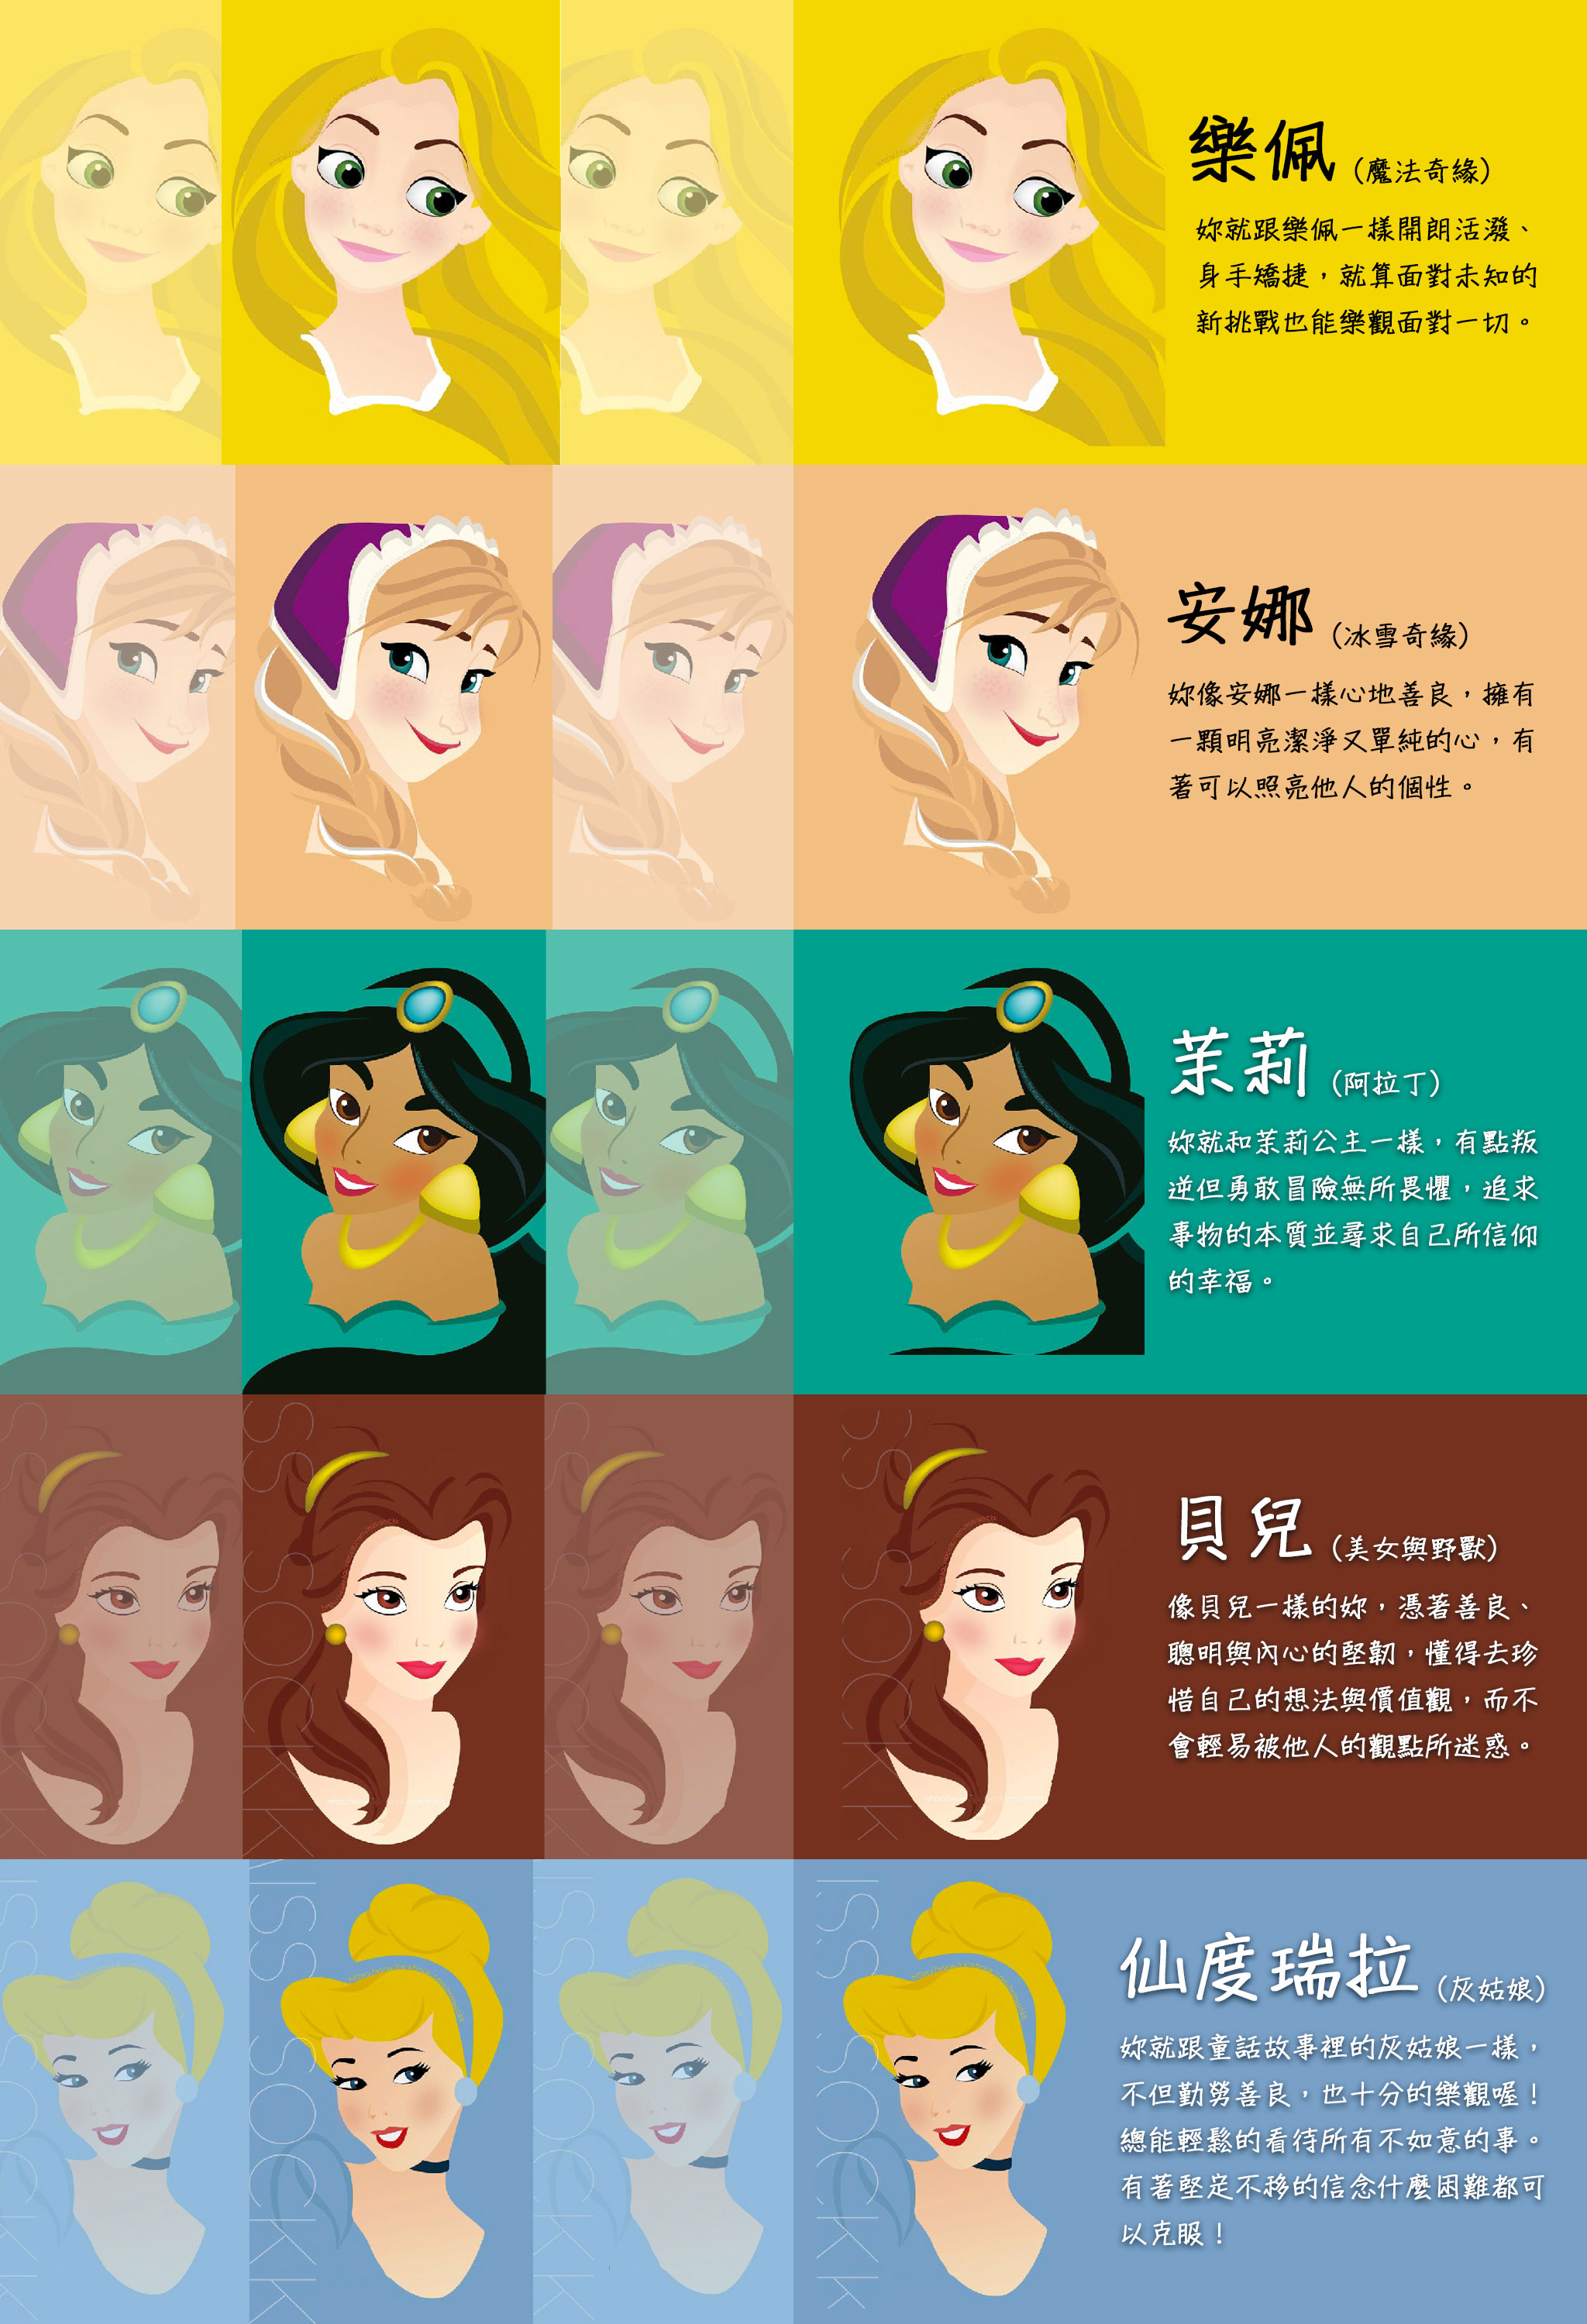 樂佩（魔法奇緣）
妳就跟樂佩一樣開朗活潑、
身手矯捷，就算面對未知的
新挑戰也能樂觀面對一切。
安娜（冰雪奇緣）
妳像安娜一樣心地善良，擁有
一顆明亮潔淨又單純的心，有
著可以照亮他人的個性。
茉莉（阿拉丁）
妳就和茉莉公主一樣，有點叛
逆但勇敢冒險無所畏懼，追求
事物的本質並尋求自己所信仰
的幸福。
貝兒（美女與野獸）
像貝兒一樣的妳，憑著善良、
聰明與內心的堅韌，懂得去珍
惜自己的想法與價值觀，而不
會輕易被他人的觀點所迷惑。
仙度瑞拉（灰姑娘）
妳就跟童話故事裡的灰姑娘一樣，
不但勤勞善良，也十分的樂觀喔！
總能輕鬆的看待所有不如意的事。
有著堅定不移的信念什麼困難都可
以克服！